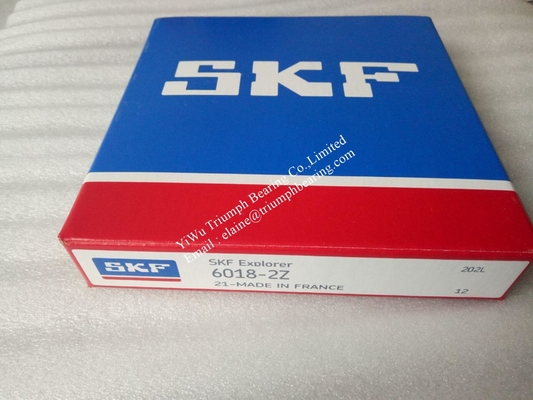 SKF
YiWu Triumph Bearing Co.,Limited
Email : elaine@triumphbearing.com
SKF
SKF Explorer
6018-2Z
21-MADE IN FRANCE
202L
12